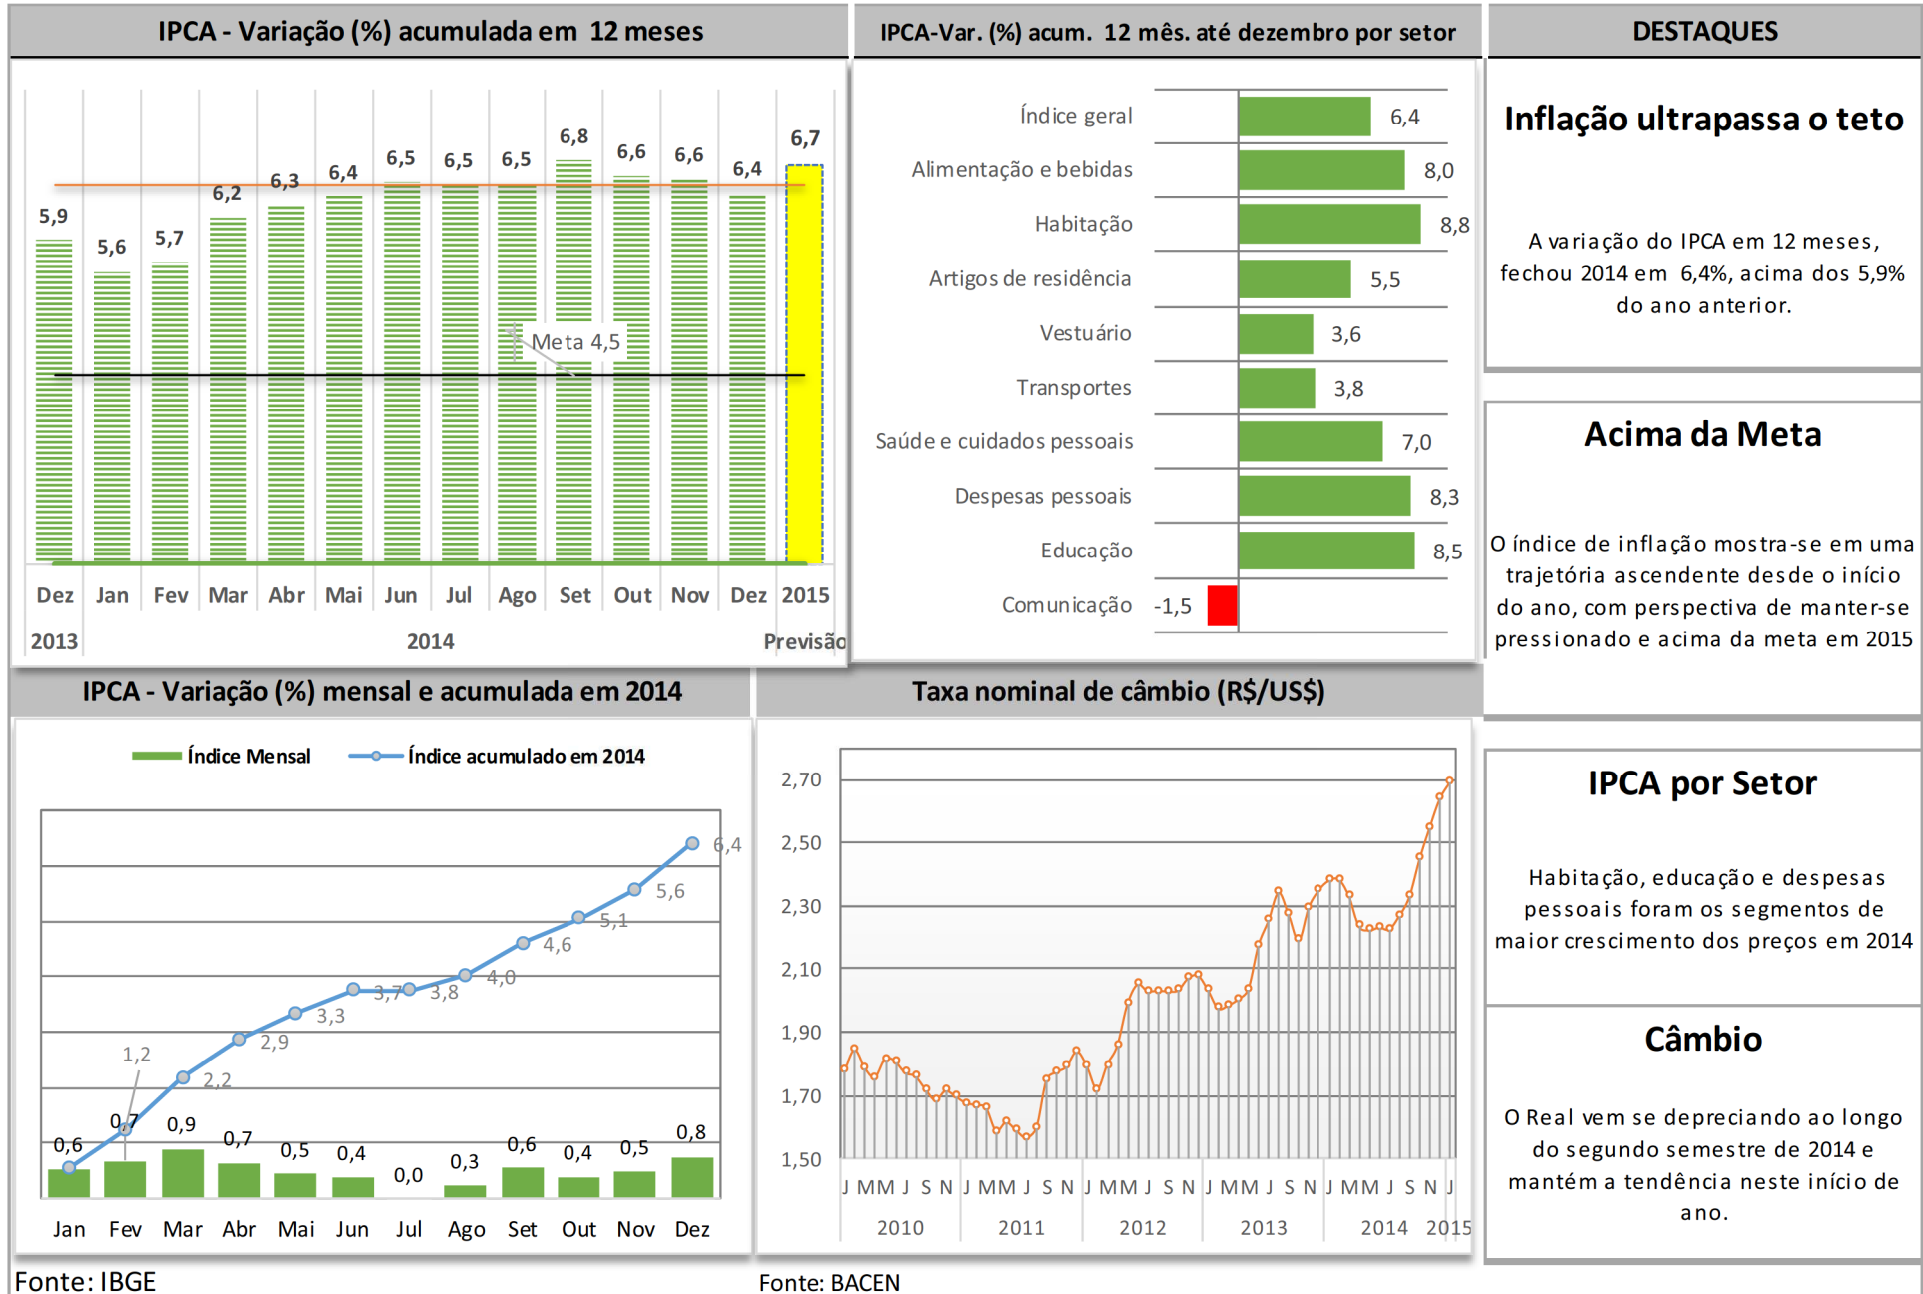 IPCA - Variação (%) acumulada em 12 meses
5,9
5,6
5,7
6,2
6,3
6,4
6,5
6,5
6,5
6,8
6,6
6,6
6,4
6,7
Meta 4,5
Dez Jan Fev Mar Abr Mai Jun Jul Ago Set Out Nov Dez 2015
2013 2014 Previsão
IPCA-Var. (%) acum. 12 mês. até dezembro por setor
Índice geral 6,4
Alimentação e bebidas 8,0
Habitação 8,8
Artigos de residência 5,5
Vestuário 3,6
Transportes 3,8
Saúde e cuidados pessoais 7,0
Despesas pessoais 8,3
Educação 8,5
Comunicação -1,5
DESTAQUES
Inflação ultrapassa o teto
A variação do IPCA em 12 meses,
fechou 2014 em 6,4%, acima dos 5,9%
do ano anterior.
Acima da Meta
O índice de inflação mostra-se em uma
trajetória ascendente desde o início
do ano, com perspectiva de manter-se
pressionado e acima da meta em 2015
IPCA - Variação (%) mensal e acumulada em 2014
Índice Mensal Índice acumulado em 2014
6,4
5,6
5,1
4,6
4,0
3,7 3,8
3,3
2,9
2,2
1,2
0,6 0,7 0,9 0,7 0,5 0,4 0,0 0,3 0,6 0,4 0,5 0,8
Jan Fev Mar Abr Mai Jun Jul Ago Set Out Nov Dez
Fonte: IBGE
Taxa nominal de câmbio (R$/US$)
2,70
2,50
2,30
2,10
1,90
1,70
1,50
J M M J S N J M M J S N J M M J S N J M M J S N J M M J S N J
2010 2011 2012 2013 2014 2015
Fonte: BACEN
IPCA por Setor
Habitação, educação e despesas
pessoais foram os segmentos de
maior crescimento dos preços em 2014
Câmbio
O Real vem se depreciando ao longo
do segundo semestre de 2014 e
mantém a tendência neste início de
ano.